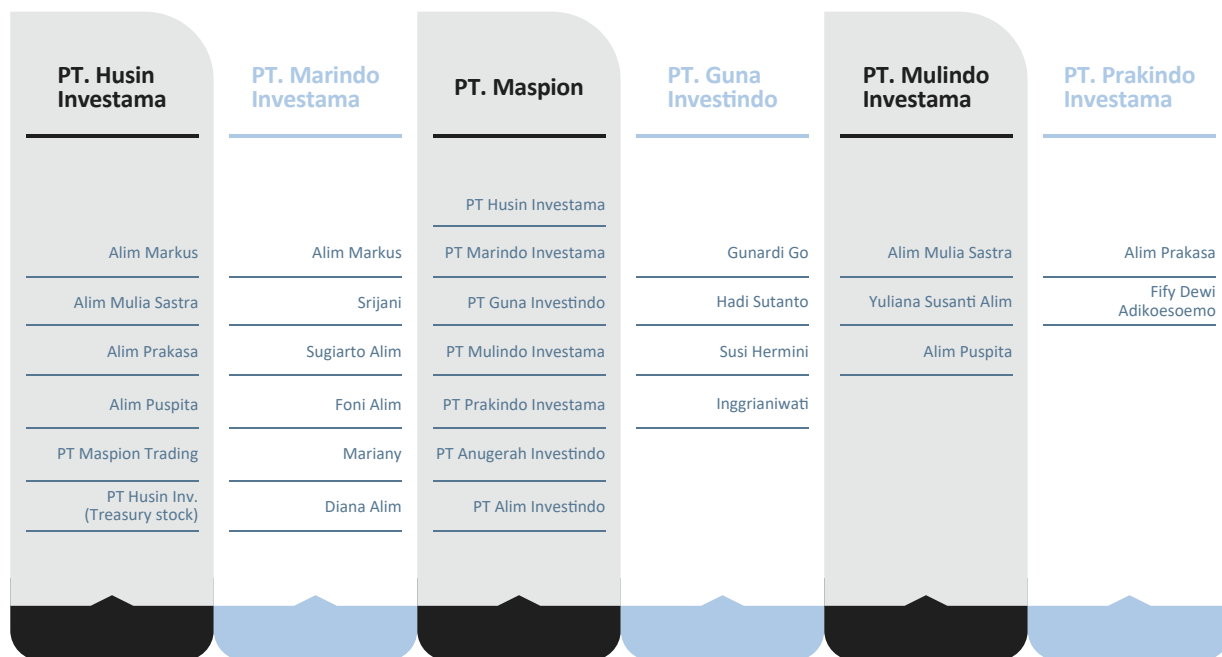 PT. Husin
Investama
Alim Markus
Alim Mulia Sastra
Alim Prakasa
Alim Puspita
PT Maspion Trading
PT Husin Inv.
(Treasury stock)
PT. Marindo
Investama
Alim Markus
Srijani
Sugiarto Alim
Foni Alim
Mariany
Diana Alim
PT. Maspion
PT Husin Investama
PT Marindo Investama
PT Guna Investindo
PT Mulindo Investama
PT Prakindo Investama
PT Anugerah Investindo
PT Alim Investindo
PT. Guna
Investindo
Gunardi Go
Hadi Sutanto
Susi Hermini
Inggrianiwati
PT. Mulindo
Investama
Alim Mulia Sastra
Yuliana Susanti Alim
Alim Puspita
PT. Prakindo
Investama
Alim Prakasa
Fify Dewi
Adikoesoemo